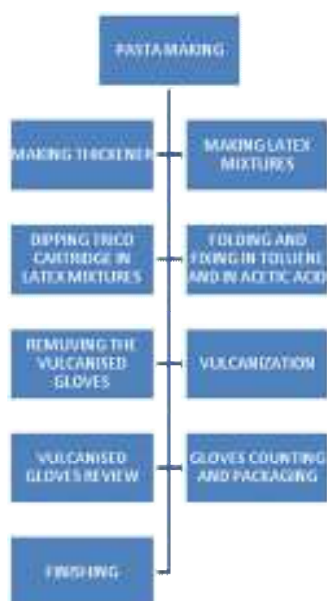 PASTA MAKING
MAKING THICKENER
MAKING LATEX
MIXTURES
DIPPING TRICO
CARTRIDGE IN
LATEX MIXTURES
FOLDING AND
FIXING IN TOLUENE
AND IN ACETIC ACID
REMUVING THE
VULCANISED
GLOVES
VULCANIZATION
VULCANISED
GLOVES REVIEW
GLOVES COUNTING
AND PACKAGING
FINISHING